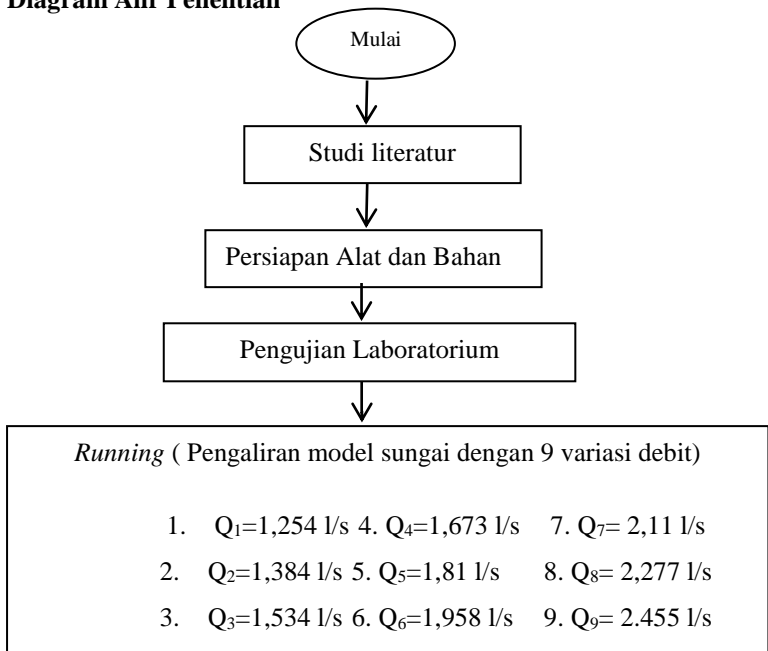 Diagram Alir Penelitian
Mulai
Studi literatur
Persiapan Alat dan Bahan
Pengujian Laboratorium
Running ( Pengaliran model sungai dengan 9 variasi debit)
1. Q₁=1,254 l/s 4. Q₄=1,673 l/s 7. Q₇= 2,11 l/s
2. Q₂=1,384 l/s 5. Q₅=1,81 l/s 8. Q₈= 2,277 l/s
3. Q₃=1,534 l/s 6. Q₆=1,958 l/s 9. Q₉= 2.455 l/s